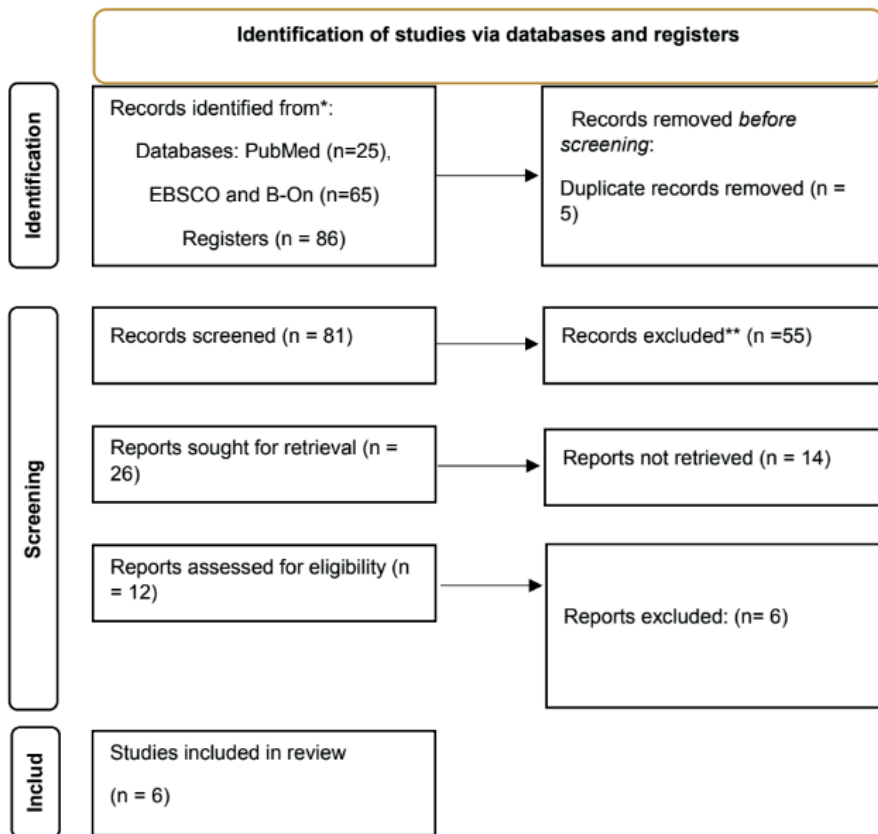 Identification of studies via databases and registers
Identification
Records identified from*:
Databases: PubMed (n=25),
EBSCO and B-On (n=65)
Registers (n = 86)
Records removed before
screening:
Duplicate records removed (n =
5)
Screening
Records screened (n = 81)
Records excluded** (n =55)
Reports sought for retrieval (n =
26)
Reports not retrieved (n = 14)
Reports assessed for eligibility (n
= 12)
Reports excluded: (n= 6)
Includ
Studies included in review
(n = 6)